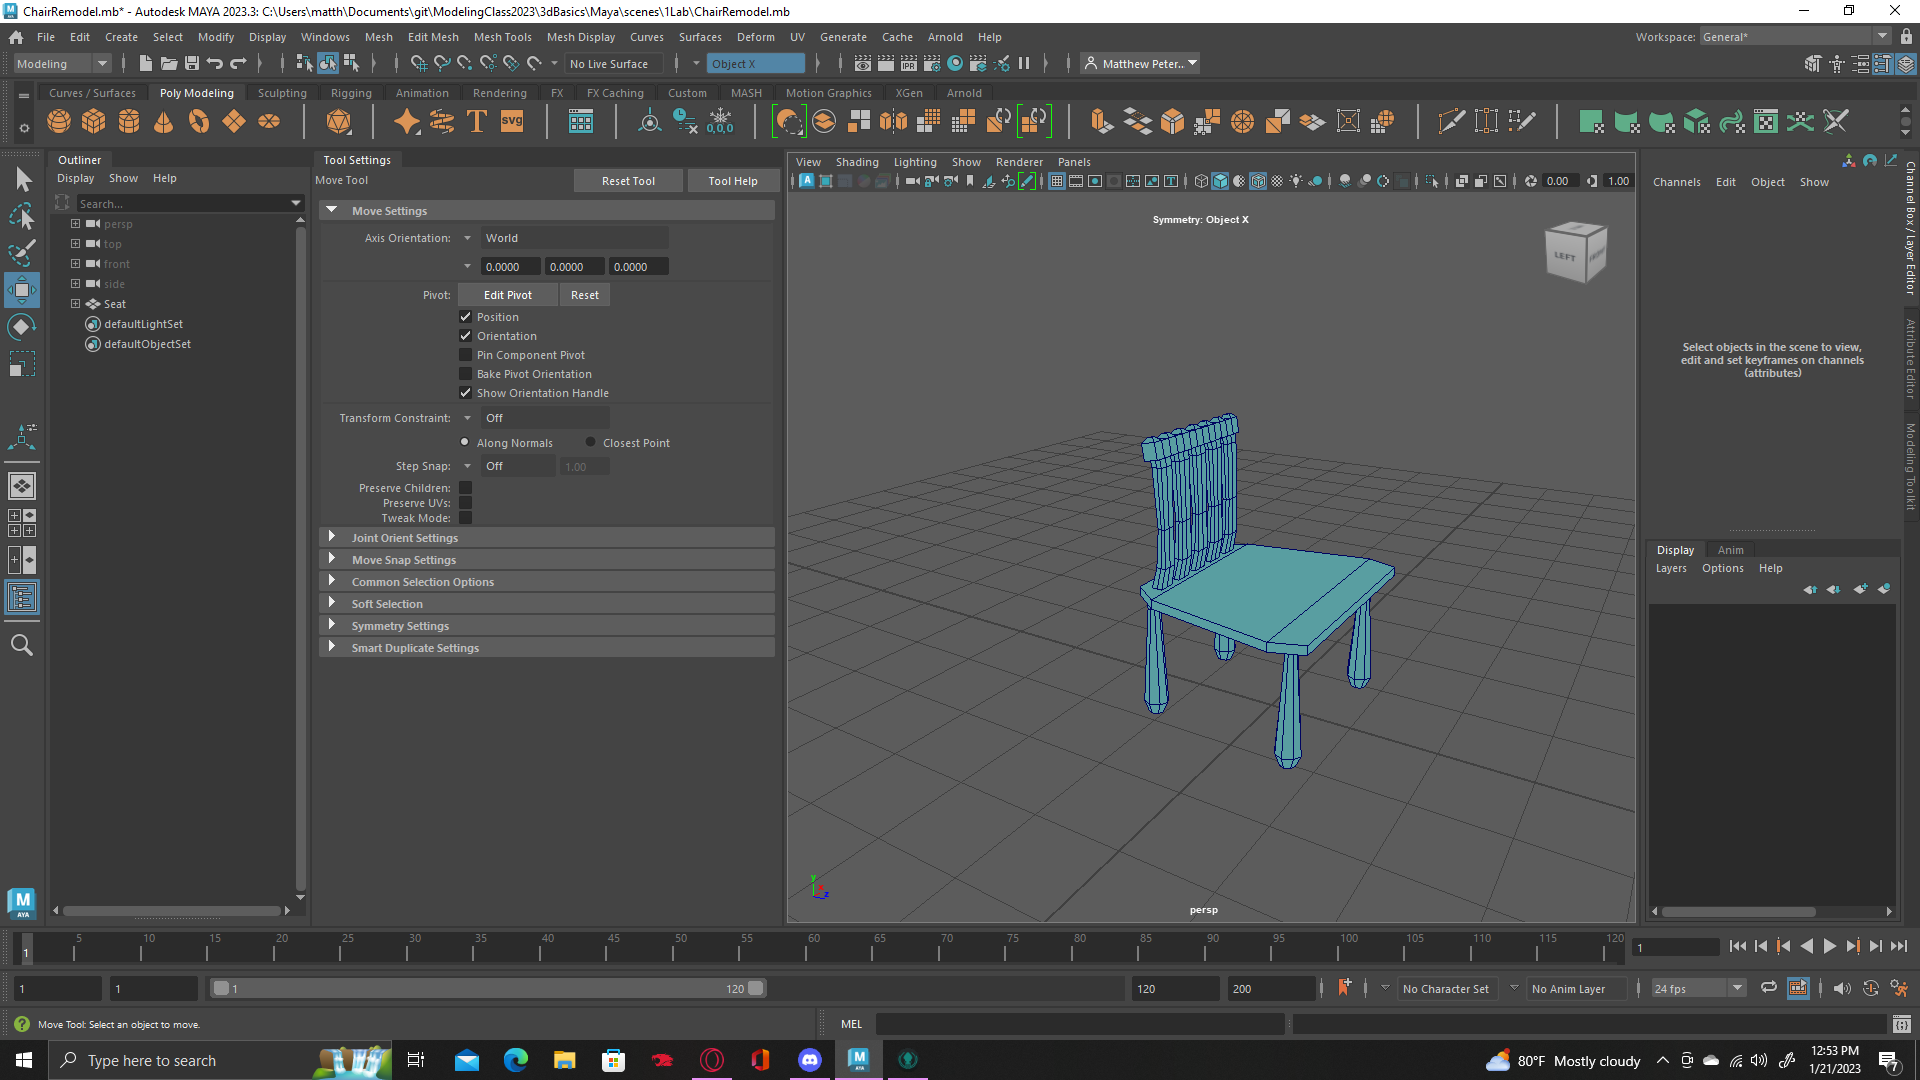 ChairRemodel.mb* - Autodesk MAYA 2023.3: C:\Users\matth\Documents\git\ModelingClass2023\3dBasics\Maya\scenes\1Lab\ChairRemodel.mb
File Edit Create Select Modify Display Windows Mesh Edit Mesh Mesh Tools Mesh Display Curves Surfaces Deform UV Generate Cache Arnold Help
Workspace: General*
Modeling No Live Surface Object X Matthew Peter...
Curves / Surfaces Poly Modeling Sculpting Rigging Animation Rendering FX FX Caching Custom MASH Motion Graphics XGen Arnold
T SVG 0,0,0
Outliner
Display Show Help
Search...
persp
top
front
side
Seat
defaultLightSet
defaultObjectSet
Tool Settings
Move Tool Reset Tool Tool Help
Move Settings
Axis Orientation: World
0.0000 0.0000 0.0000
Pivot: Edit Pivot Reset
Position
Orientation
Pin Component Pivot
Bake Pivot Orientation
Show Orientation Handle
Transform Constraint: Off
Along Normals Closest Point
Step Snap: Off 1.00
Preserve Children:
Preserve UVs:
Tweak Mode:
Joint Orient Settings
Move Snap Settings
Common Selection Options
Soft Selection
Symmetry Settings
Smart Duplicate Settings
View Shading Lighting Show Renderer Panels
0.00 1.00
Symmetry: Object X
LEFT
y
z
persp
Channels Edit Object Show
Select objects in the scene to view,
edit and set keyframes on channels
(attributes)
Channel Box / Layer Editor
Attribute Editor
Modeling Toolkit
Display Anim
Layers Options Help
M
AYA
1 5 10 15 20 25 30 35 40 45 50 55 60 65 70 75 80 85 90 95 100 105 110 115 120 1
1 1 1 120 120 200 No Character Set No Anim Layer 24 fps
Move Tool: Select an object to move. MEL
Type here to search
80°F Mostly cloudy
12:53 PM
1/21/2023
7